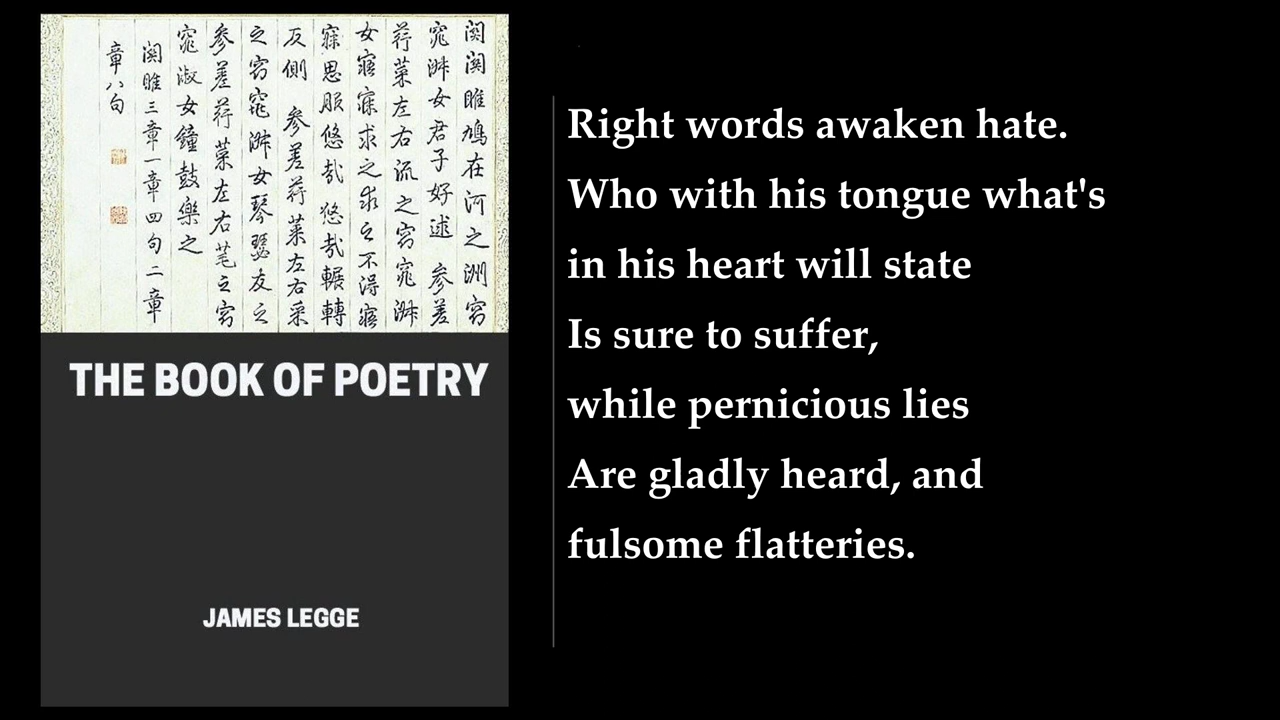 關關雎鳩在河之洲窈
窕淑女君子好逑 參差
荇菜左右流之窈窕淑
女寤寐求之求之不得寤
寐思服悠哉悠哉輾轉
反側 參差荇菜左右采
之窈窕淑女琴瑟友之
參差荇菜左右芼之窈
窕淑女鐘鼓樂之
關雎三章一章四句二章
章八句
THE BOOK OF POETRY
JAMES LEGGE
Right words awaken hate.
Who with his tongue what's
in his heart will state
Is sure to suffer,
while pernicious lies
Are gladly heard, and
fulsome flatteries.